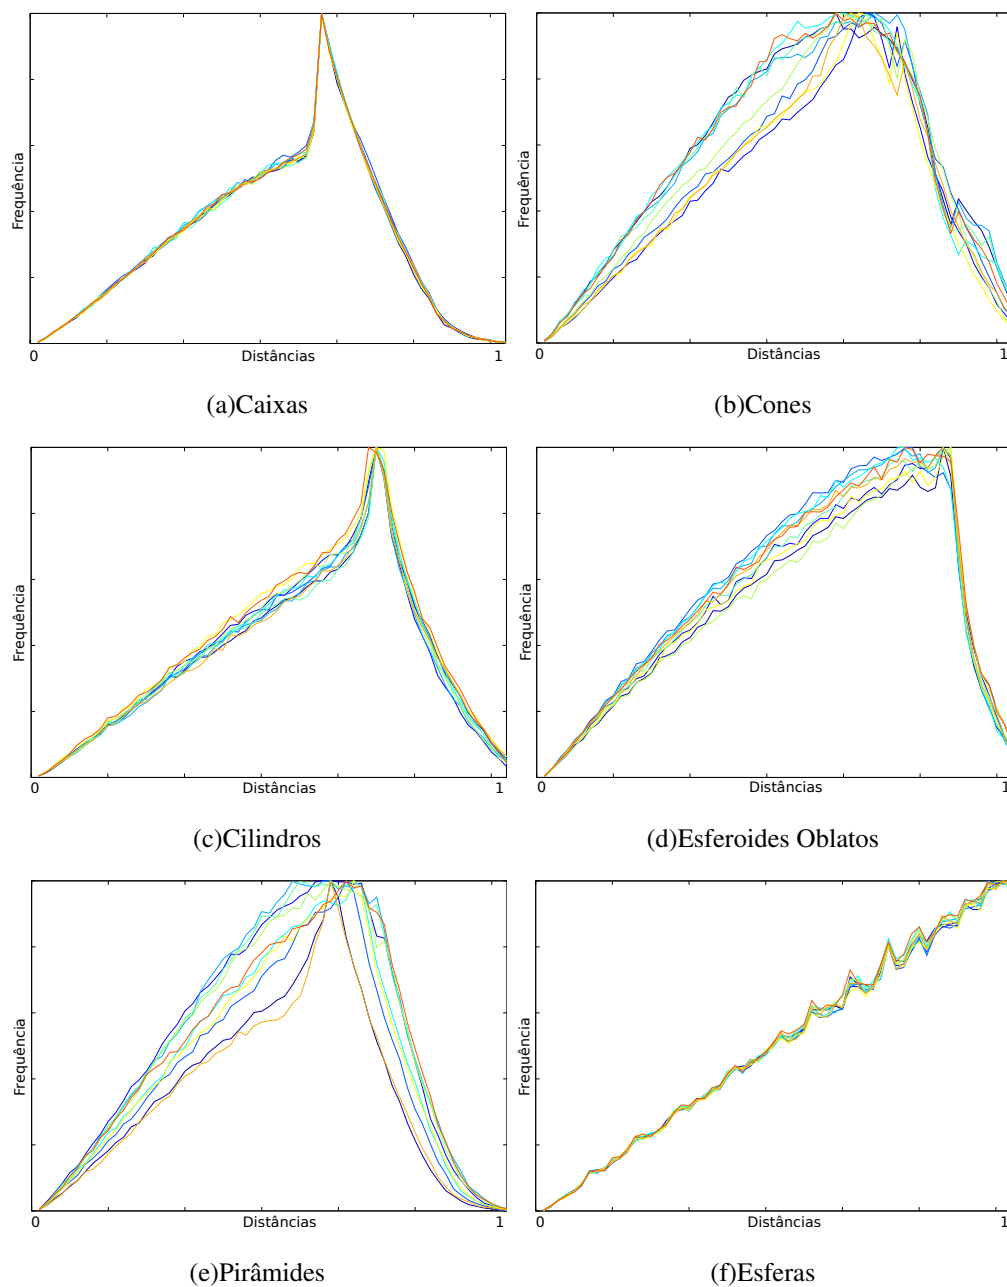 Frequência
Frequência
0
Distâncias
1
0
Distâncias
1
(a)Caixas
(b)Cones
Frequência
Frequência
0
Distâncias
1
0
Distâncias
1
(c)Cilindros
(d)Esferoides Oblatos
Frequência
Frequência
0
Distâncias
1
0
Distâncias
1
(e)Pirâmides
(f)Esferas